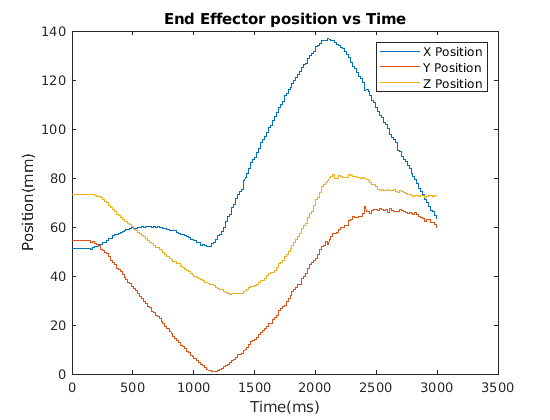 End Effector position vs Time
140
120
100
80
60
40
20
0
Position(mm)
X Position
Y Position
Z Position
0 500 1000 1500 2000 2500 3000 3500
Time(ms)